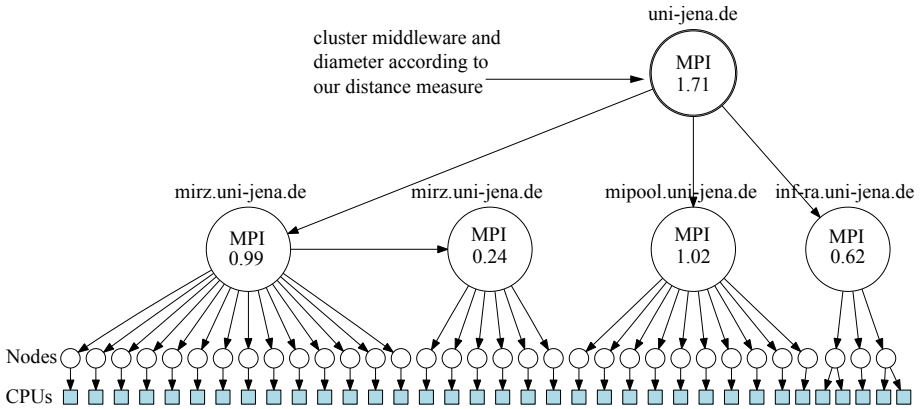 uni-jena.de
cluster middleware and
diameter according to
our distance measure
MPI
1.71
mirz.uni-jena.de
mirz.uni-jena.de
mipool.uni-jena.de
inf-ra.uni-jena.de
MPI
0.99
MPI
0.24
MPI
1.02
MPI
0.62
Nodes
CPUs